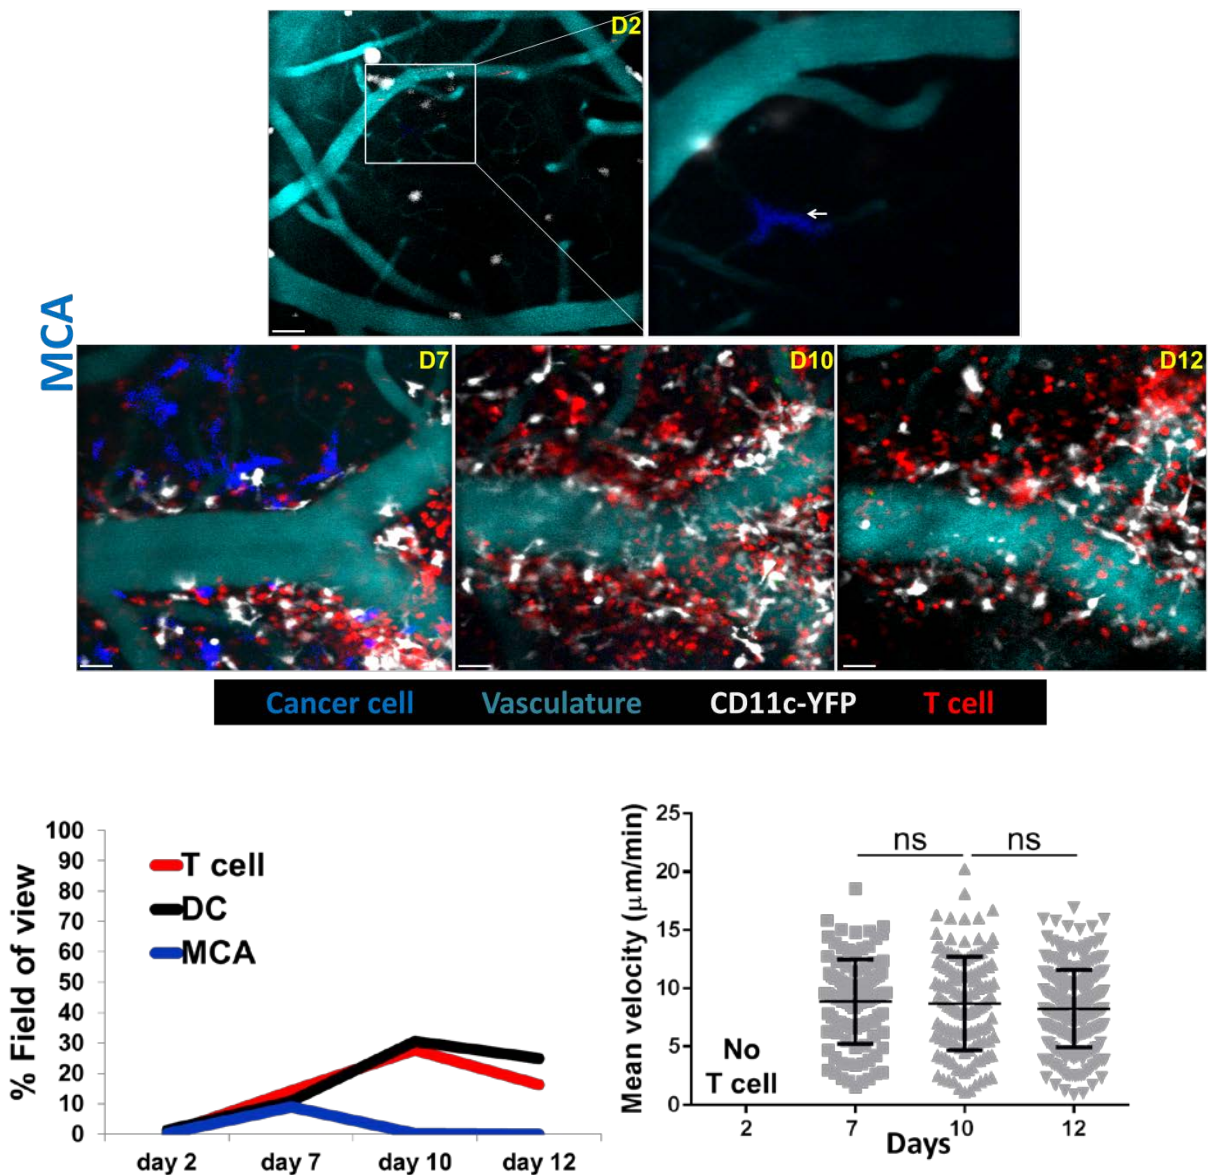 D2
MCA
D7 D10 D12
Cancer cell Vasculature CD11c-YFP T cell
% Field of view
100
90
80
70
60
50
40
30
20
10
0
T cell
DC
MCA
day 2 day 7 day 10 day 12
Mean velocity (μm/min)
25
20
15
10
5
0
ns ns
No
T cell
2 7 10 12
Days